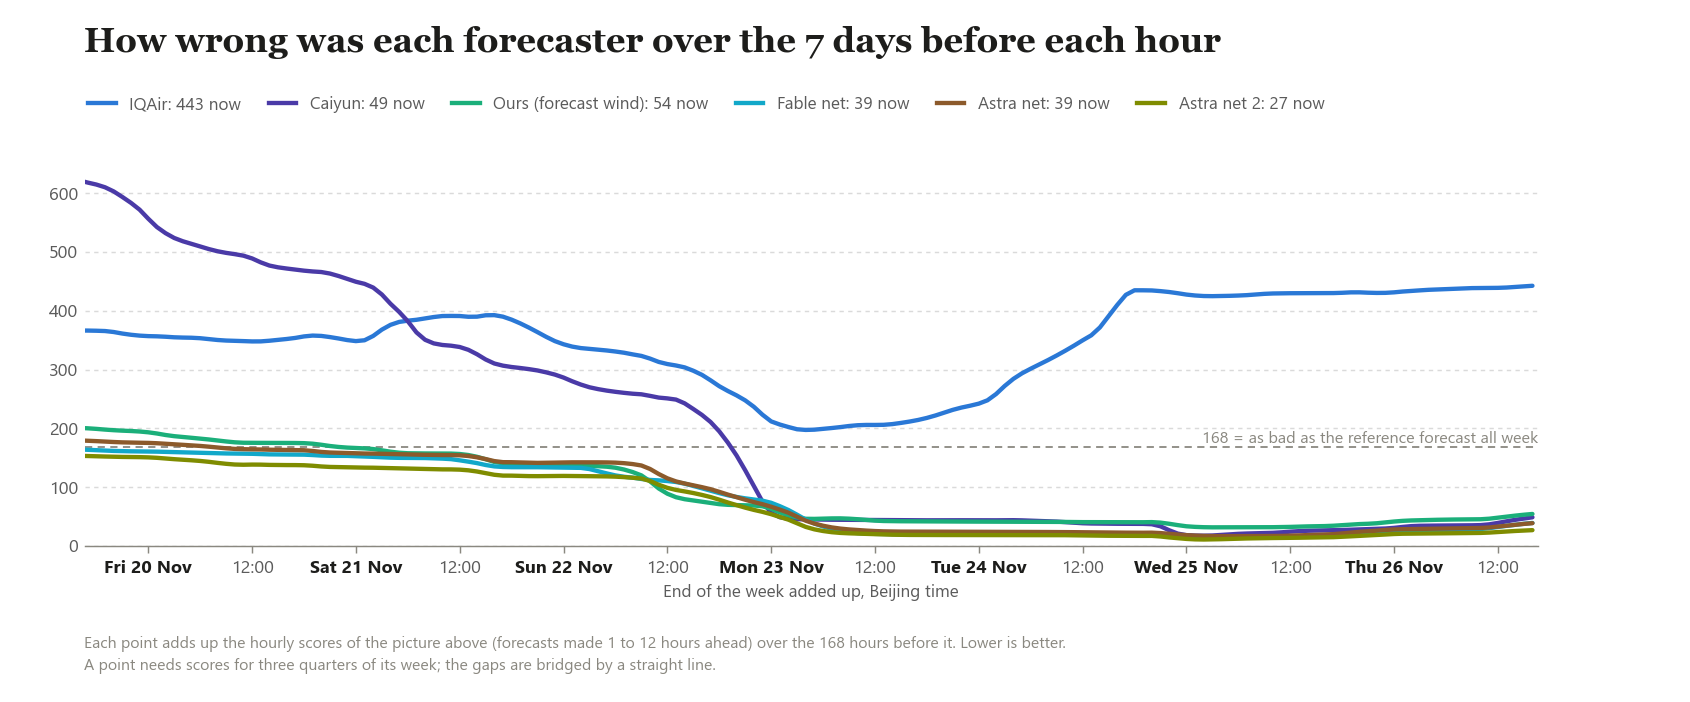 How wrong was each forecaster over the 7 days before each hour
IQAir: 443 now Caiyun: 49 now Ours (forecast wind): 54 now Fable net: 39 now Astra net: 39 now Astra net 2: 27 now
600
500
400
300
200
168 = as bad as the reference forecast all week
100
0
Fri 20 Nov 12:00 Sat 21 Nov 12:00 Sun 22 Nov 12:00 Mon 23 Nov 12:00 Tue 24 Nov 12:00 Wed 25 Nov 12:00 Thu 26 Nov 12:00
End of the week added up, Beijing time
Each point adds up the hourly scores of the picture above (forecasts made 1 to 12 hours ahead) over the 168 hours before it. Lower is better.
A point needs scores for three quarters of its week; the gaps are bridged by a straight line.